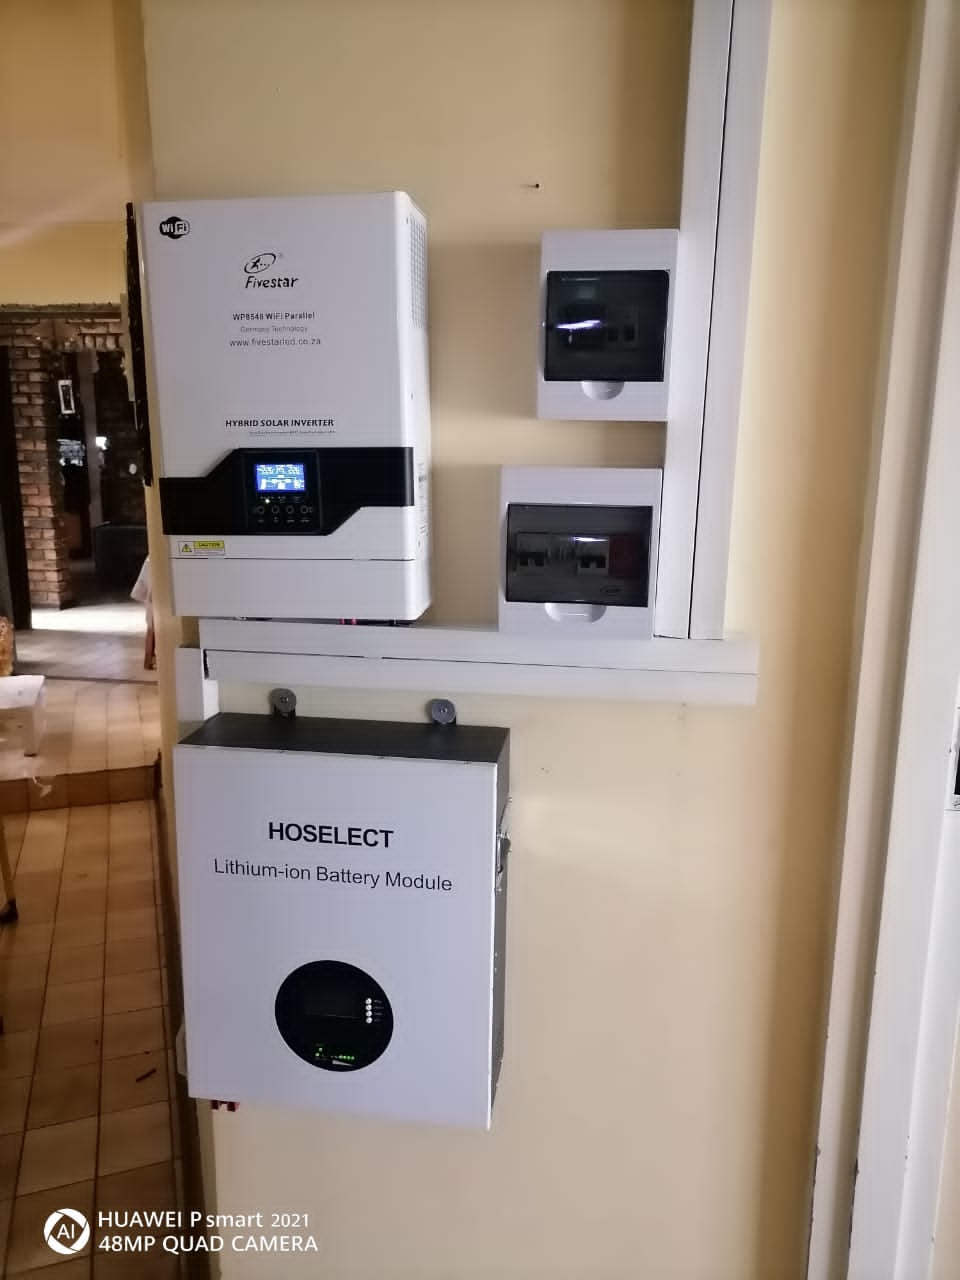 WiFi
Fivestar
WP8548 WiFi Parallel
Germany Technology
www.fivestarled.co.za
HYBRID SOLAR INVERTER
CAUTION
HOSELECT
Lithium-ion Battery Module
AI
HUAWEI P smart 2021
48MP QUAD CAMERA